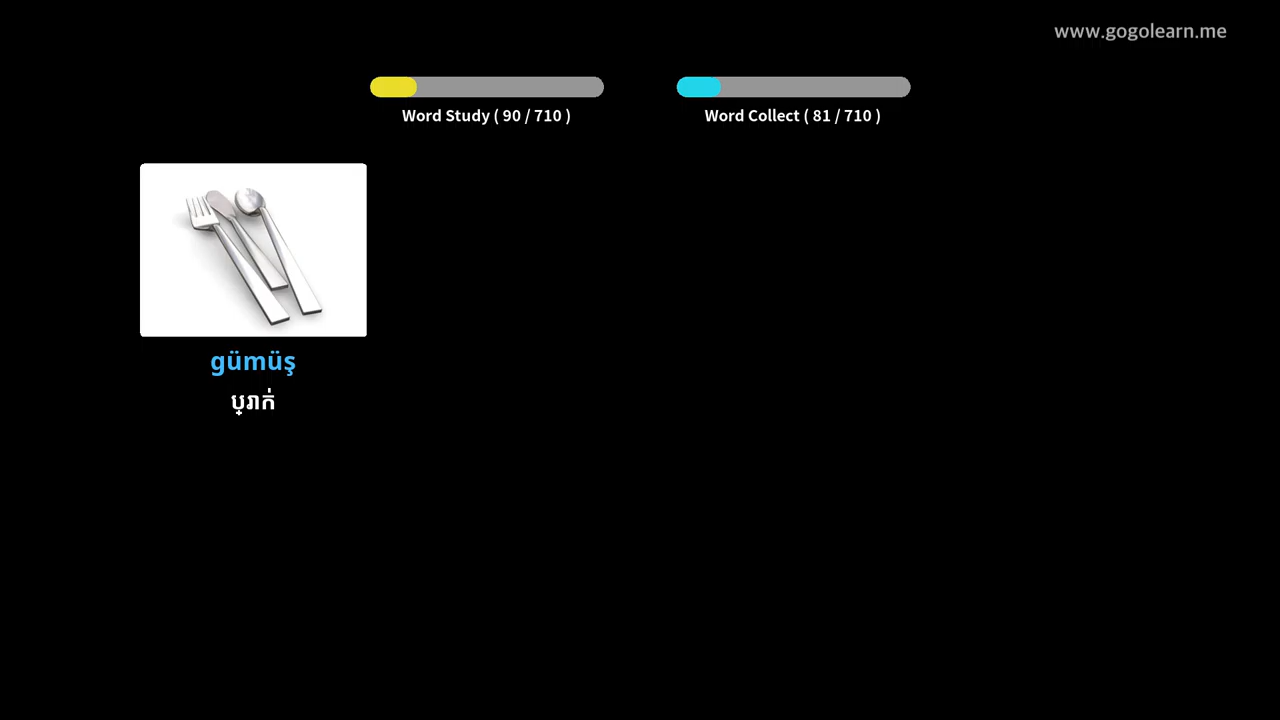 www.gogolearn.me
Word Study ( 90 / 710 )
Word Collect ( 81 / 710 )
gümüş
ប្រាក់